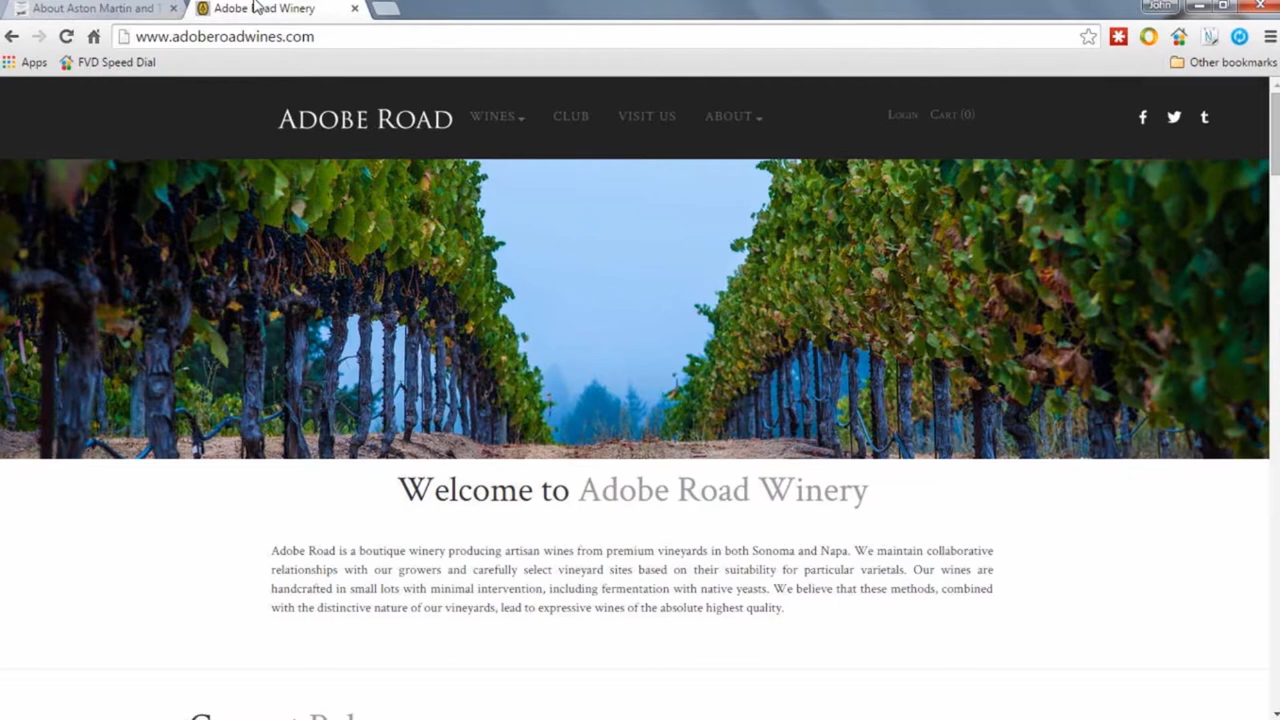 About Aston Martin and
Adobe Road Winery
John
www.adoberoadwines.com
Apps
FVD Speed Dial
Other bookmarks
ADOBE ROAD
WINES
CLUB
VISIT US
ABOUT
LOGIN
CART (0)
Welcome to Adobe Road Winery
Adobe Road is a boutique winery producing artisan wines from premium vineyards in both Sonoma and Napa. We maintain collaborative
relationships with our growers and carefully select vineyard sites based on their suitability for particular varietals. Our wines are
handcrafted in small lots with minimal intervention, including fermentation with native yeasts. We believe that these methods, combined
with the distinctive nature of our vineyards, lead to expressive wines of the absolute highest quality.